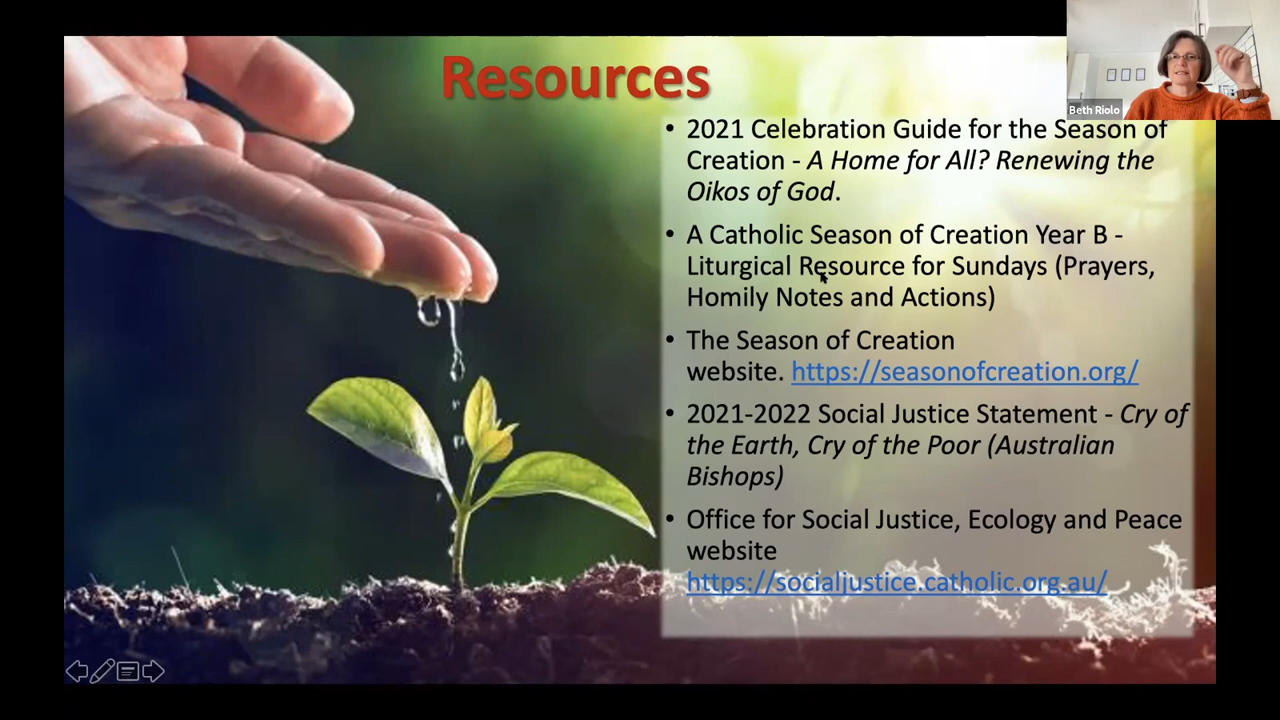 Resources
Beth Riolo
• 2021 Celebration Guide for the Season of
Creation - A Home for All? Renewing the
Oikos of God.
• A Catholic Season of Creation Year B -
Liturgical Resource for Sundays (Prayers,
Homily Notes and Actions)
• The Season of Creation
website. https://seasonofcreation.org/
• 2021-2022 Social Justice Statement - Cry of
the Earth, Cry of the Poor (Australian
Bishops)
• Office for Social Justice, Ecology and Peace
website
https://socialjustice.catholic.org.au/